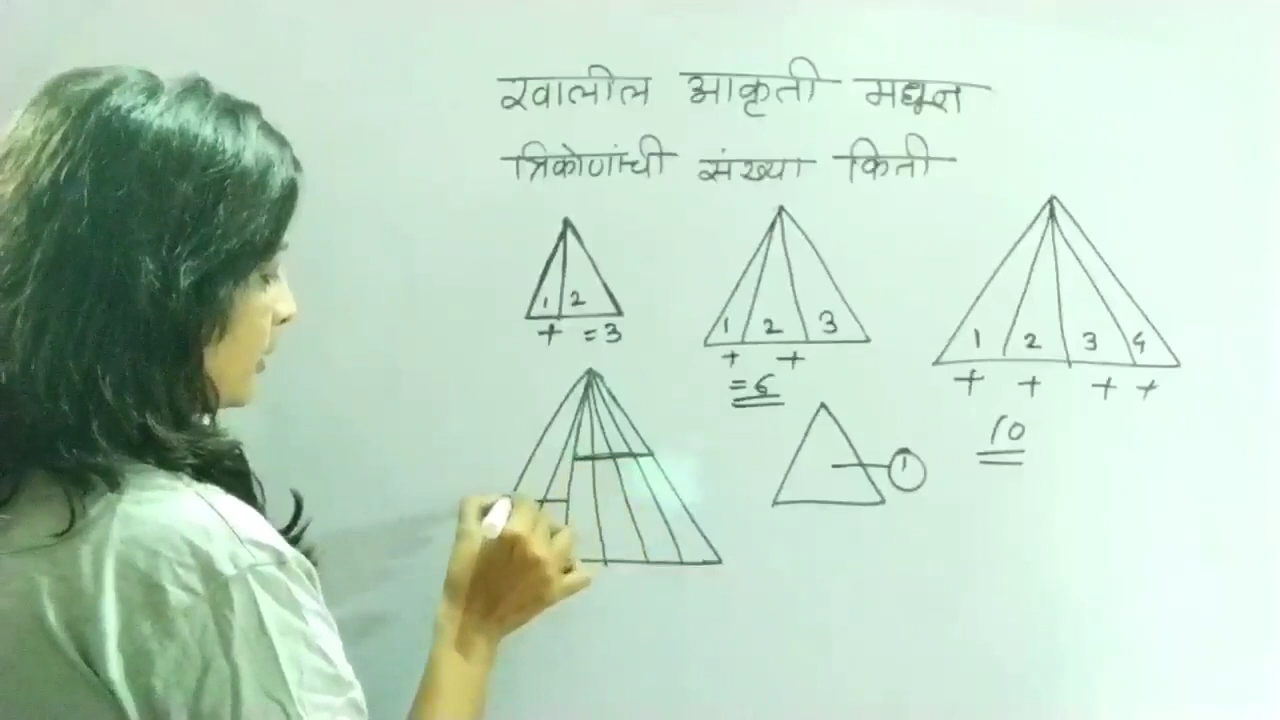 खालील आकृती मधून
त्रिकोणांची संख्या किती
1 2
+ = 3
1 2 3
+ +
= 6
1 2 3 4
+ + + +
10
1